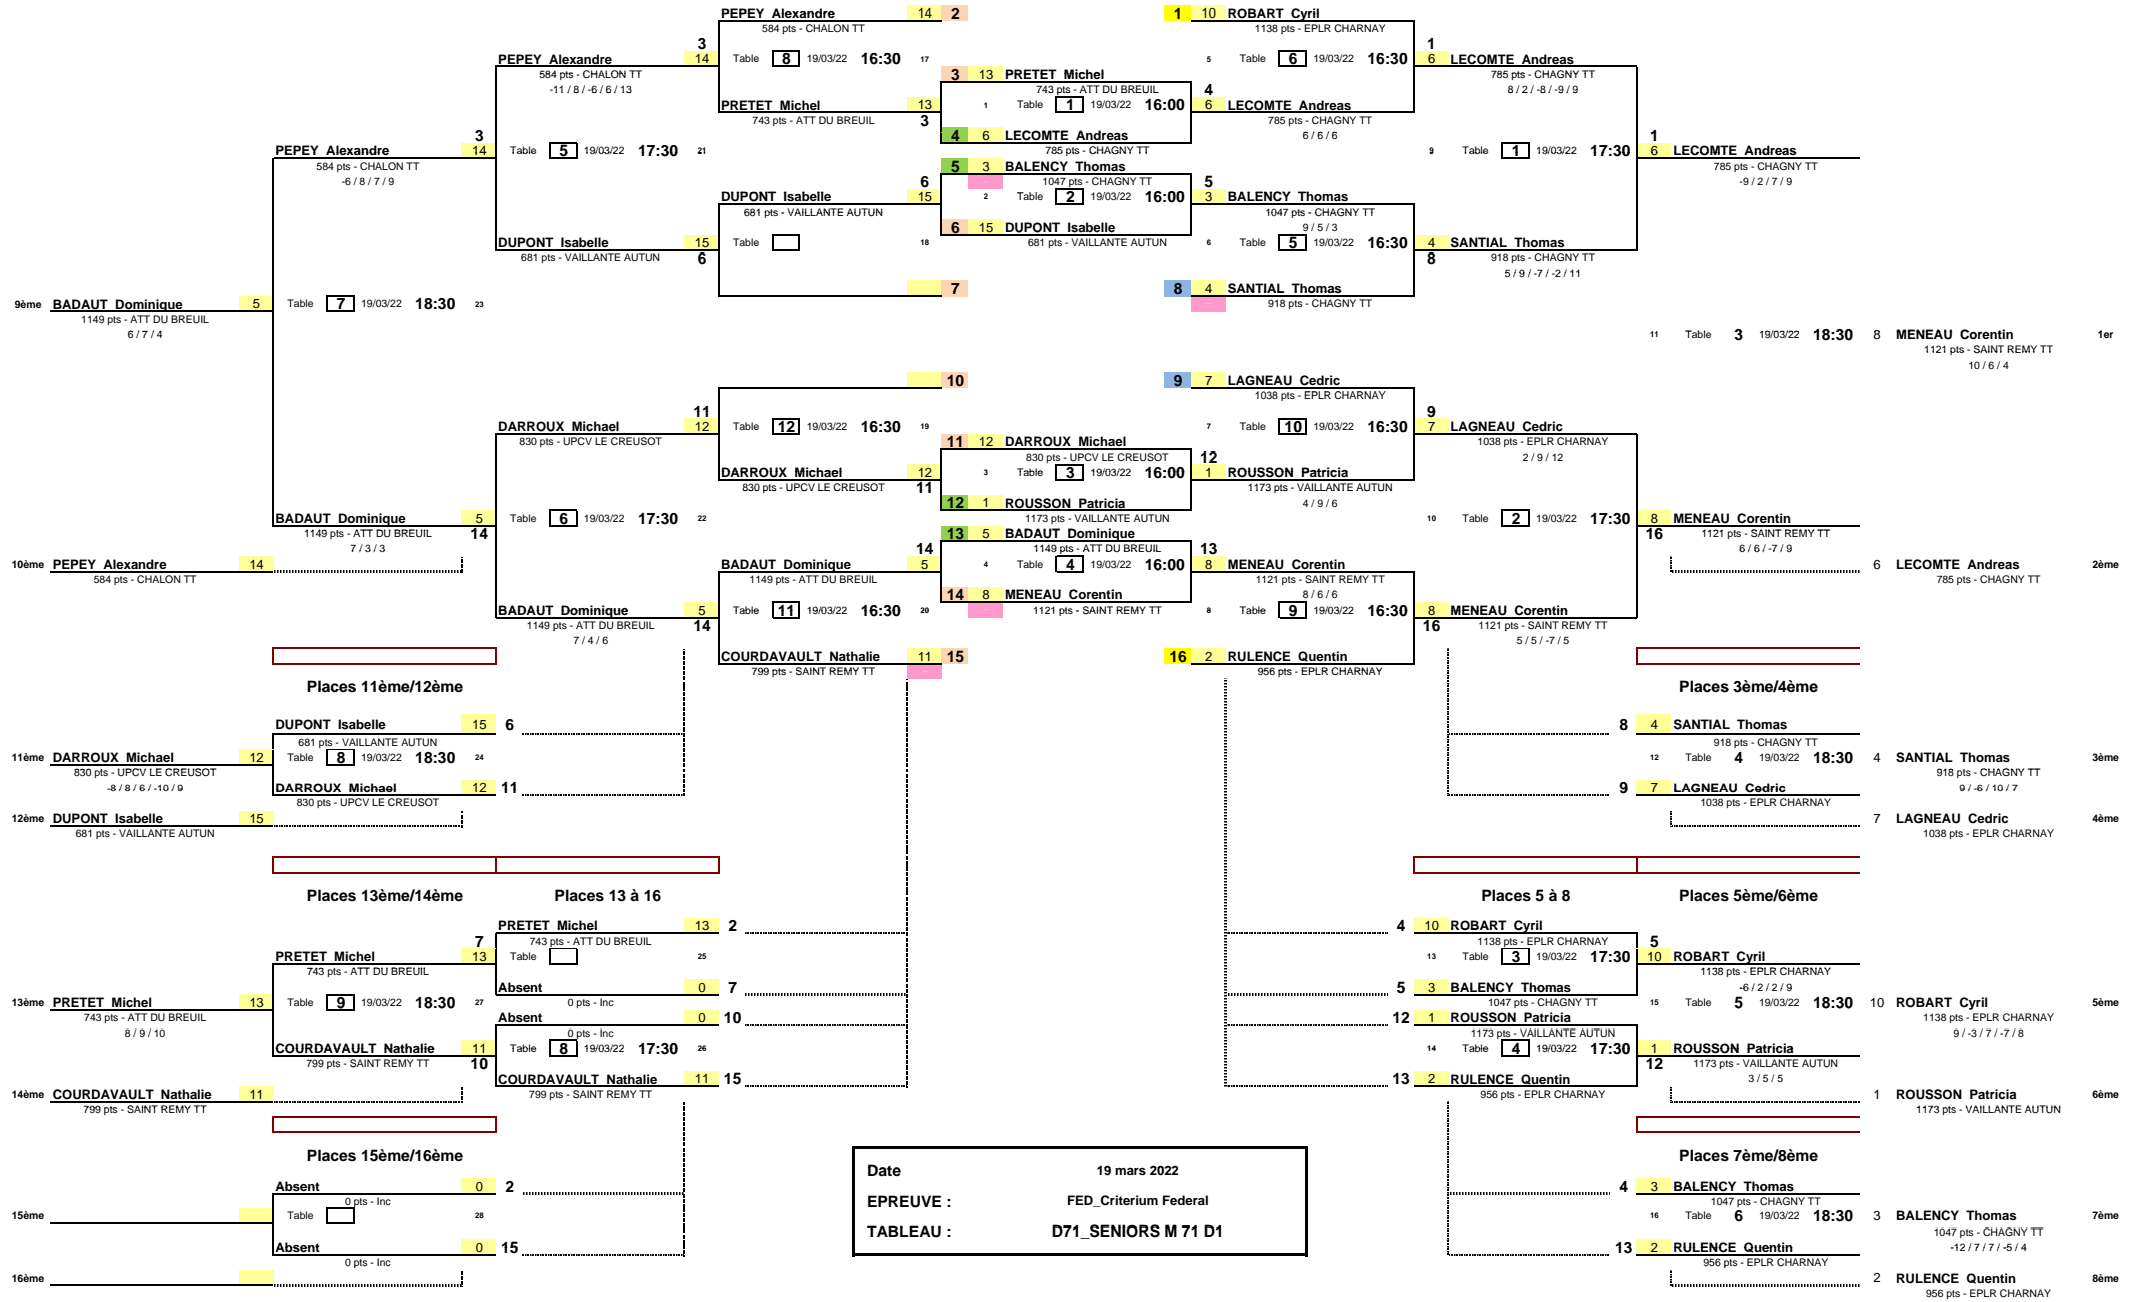 PEPEY Alexandre 14 2 1 10 ROBART Cyril
584 pts - CHALON TT 1138 pts - EPLR CHARNAY
3 1
PEPEY Alexandre 14 Table 8 19/03/22 16:30 17 5 Table 6 19/03/22 16:30 6 LECOMTE Andreas
584 pts - CHALON TT 3 13 PRETET Michel 785 pts - CHAGNY TT
-11 / 8 / -6 / 6 / 13 743 pts - ATT DU BREUIL 4 8 / 2 / -8 / -9 / 9
PRETET Michel 13 1 Table 1 19/03/22 16:00 6 LECOMTE Andreas
743 pts - ATT DU BREUIL 3 785 pts - CHAGNY TT
3 4 6 LECOMTE Andreas 6 / 6 / 6 1
PEPEY Alexandre 14 Table 5 19/03/22 17:30 21 785 pts - CHAGNY TT 9 Table 1 19/03/22 17:30 6 LECOMTE Andreas
584 pts - CHALON TT 5 3 BALENCY Thomas 785 pts - CHAGNY TT
-6 / 8 / 7 / 9 6 1047 pts - CHAGNY TT 5 -9 / 2 / 7 / 9
DUPONT Isabelle 15 2 Table 2 19/03/22 16:00 3 BALENCY Thomas
681 pts - VAILLANTE AUTUN 1047 pts - CHAGNY TT
6 15 DUPONT Isabelle 9 / 5 / 3
DUPONT Isabelle 15 Table 18 681 pts - VAILLANTE AUTUN 6 Table 5 19/03/22 16:30 4 SANTIAL Thomas
681 pts - VAILLANTE AUTUN 6 8 918 pts - CHAGNY TT
5 / 9 / -7 / -2 / 11
7 8 4 SANTIAL Thomas
918 pts - CHAGNY TT
9ème BADAUT Dominique 5 Table 7 19/03/22 18:30 23
1149 pts - ATT DU BREUIL
6 / 7 / 4 11 Table 3 19/03/22 18:30 8 MENEAU Corentin 1er
1121 pts - SAINT REMY TT
10 / 6 / 4
10 9 7 LAGNEAU Cedric
1038 pts - EPLR CHARNAY
11 9
DARROUX Michael 12 Table 12 19/03/22 16:30 19 7 Table 10 19/03/22 16:30 7 LAGNEAU Cedric
830 pts - UPCV LE CREUSOT 11 12 DARROUX Michael 1038 pts - EPLR CHARNAY
830 pts - UPCV LE CREUSOT 12 2 / 9 / 12
DARROUX Michael 12 3 Table 3 19/03/22 16:00 1 ROUSSON Patricia
830 pts - UPCV LE CREUSOT 11 1173 pts - VAILLANTE AUTUN
12 1 ROUSSON Patricia 4 / 9 / 6
BADAUT Dominique 5 Table 6 19/03/22 17:30 22 1173 pts - VAILLANTE AUTUN 10 Table 2 19/03/22 17:30 8 MENEAU Corentin
1149 pts - ATT DU BREUIL 14 13 5 BADAUT Dominique 16 1121 pts - SAINT REMY TT
7 / 3 / 3 14 1149 pts - ATT DU BREUIL 13 6 / 6 / -7 / 9
10ème PEPEY Alexandre 14 BADAUT Dominique 5 4 Table 4 19/03/22 16:00 8 MENEAU Corentin 6 LECOMTE Andreas 2ème
584 pts - CHALON TT 1149 pts - ATT DU BREUIL 1121 pts - SAINT REMY TT 785 pts - CHAGNY TT
14 8 MENEAU Corentin 8 / 6 / 6
BADAUT Dominique 5 Table 11 19/03/22 16:30 20 1121 pts - SAINT REMY TT 8 Table 9 19/03/22 16:30 8 MENEAU Corentin
1149 pts - ATT DU BREUIL 14 16 1121 pts - SAINT REMY TT
7 / 4 / 6 5 / 5 / -7 / 5
COURDAVAULT Nathalie 11 15 16 2 RULENCE Quentin
799 pts - SAINT REMY TT 956 pts - EPLR CHARNAY
Places 11ème/12ème Places 3ème/4ème
DUPONT Isabelle 15 6 8 4 SANTIAL Thomas
681 pts - VAILLANTE AUTUN 918 pts - CHAGNY TT
11ème DARROUX Michael 12 Table 8 19/03/22 18:30 24 12 Table 4 19/03/22 18:30 4 SANTIAL Thomas 3ème
830 pts - UPCV LE CREUSOT 918 pts - CHAGNY TT
-8 / 8 / 6 / -10 / 9 DARROUX Michael 12 11 9 7 LAGNEAU Cedric 9 / -6 / 10 / 7
830 pts - UPCV LE CREUSOT 1038 pts - EPLR CHARNAY
12ème DUPONT Isabelle 15 7 LAGNEAU Cedric 4ème
681 pts - VAILLANTE AUTUN 1038 pts - EPLR CHARNAY
Places 13ème/14ème Places 13 à 16 Places 5 à 8 Places 5ème/6ème
PRETET Michel 13 2 4 10 ROBART Cyril
7 743 pts - ATT DU BREUIL 1138 pts - EPLR CHARNAY 5
PRETET Michel 13 Table 25 13 Table 3 19/03/22 17:30 10 ROBART Cyril
743 pts - ATT DU BREUIL 1138 pts - EPLR CHARNAY
Absent 0 7 5 3 BALENCY Thomas -6 / 2 / 2 / 9
13ème PRETET Michel 13 Table 9 19/03/22 18:30 27 0 pts - Inc 1047 pts - CHAGNY TT 15 Table 5 19/03/22 18:30 10 ROBART Cyril 5ème
743 pts - ATT DU BREUIL Absent 0 10 12 1 ROUSSON Patricia 1138 pts - EPLR CHARNAY
8 / 9 / 10 0 pts - Inc 1173 pts - VAILLANTE AUTUN 9 / -3 / 7 / -7 / 8
COURDAVAULT Nathalie 11 Table 8 19/03/22 17:30 26 14 Table 4 19/03/22 17:30 1 ROUSSON Patricia
799 pts - SAINT REMY TT 10 12 1173 pts - VAILLANTE AUTUN
COURDAVAULT Nathalie 11 15 13 2 RULENCE Quentin 3 / 5 / 5
14ème COURDAVAULT Nathalie 11 799 pts - SAINT REMY TT 956 pts - EPLR CHARNAY 1 ROUSSON Patricia 6ème
799 pts - SAINT REMY TT 1173 pts - VAILLANTE AUTUN
Places 15ème/16ème Places 7ème/8ème
Date 19 mars 2022
Absent 0 2 4 3 BALENCY Thomas
0 pts - Inc EPREUVE : FED_Criterium Federal 1047 pts - CHAGNY TT
15ème Table 28 16 Table 6 19/03/22 18:30 3 BALENCY Thomas 7ème
TABLEAU : D71_SENIORS M 71 D1 1047 pts - CHAGNY TT
Absent 0 15 13 2 RULENCE Quentin -12 / 7 / 7 / -5 / 4
0 pts - Inc 956 pts - EPLR CHARNAY
16ème 2 RULENCE Quentin 8ème
956 pts - EPLR CHARNAY